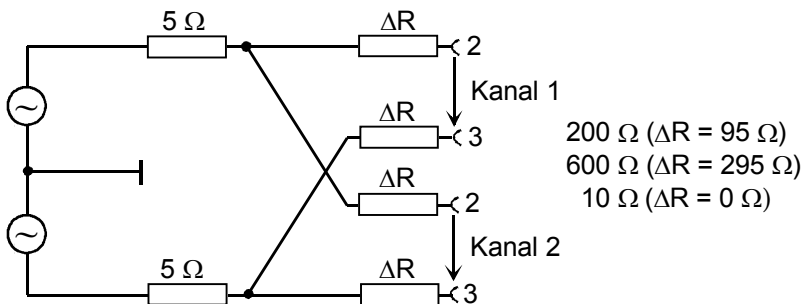 5 Ω
ΔR
2
Kanal 1
ΔR
3
200 Ω (ΔR = 95 Ω)
600 Ω (ΔR = 295 Ω)
10 Ω (ΔR = 0 Ω)
ΔR
2
Kanal 2
5 Ω
ΔR
3